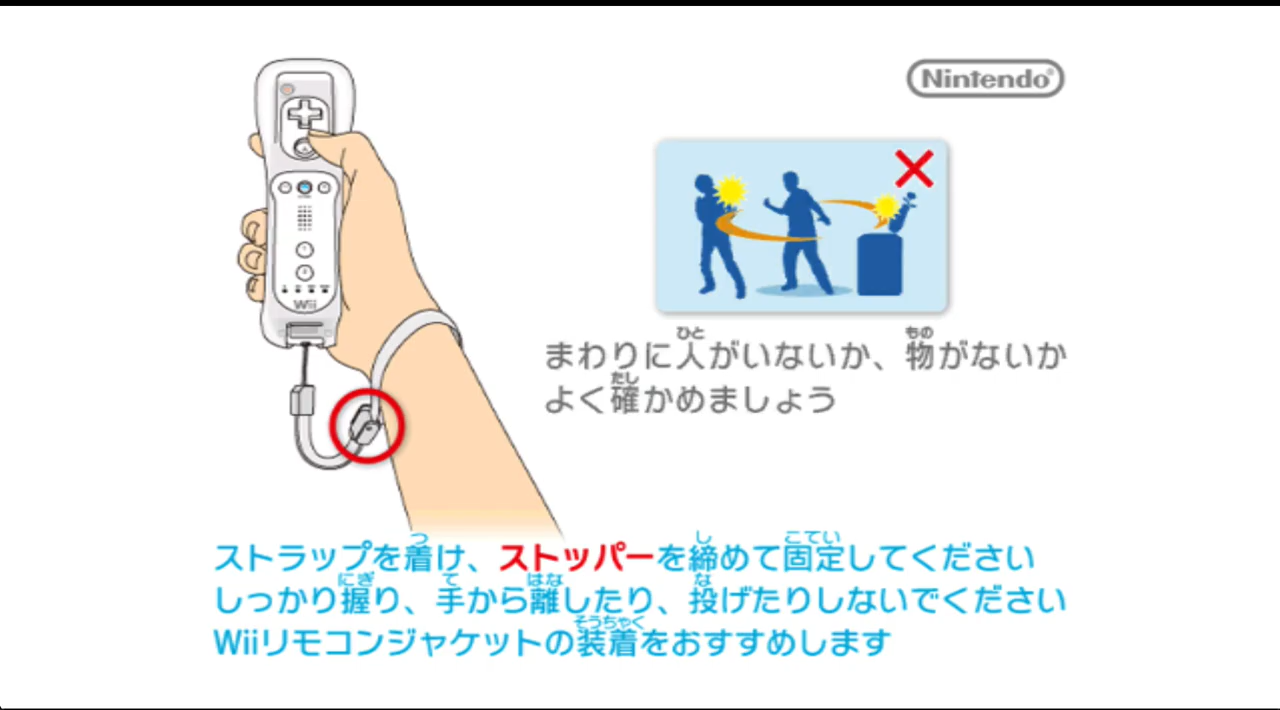 Nintendo®
Wii
まわりに人がいないか、物がないか
よく確かめましょう
ストラップを着け、ストッパーを締めて固定してください
しっかり握り、手から離したり、投げたりしないでください
Wiiリモコンジャケットの装着をおすすめします